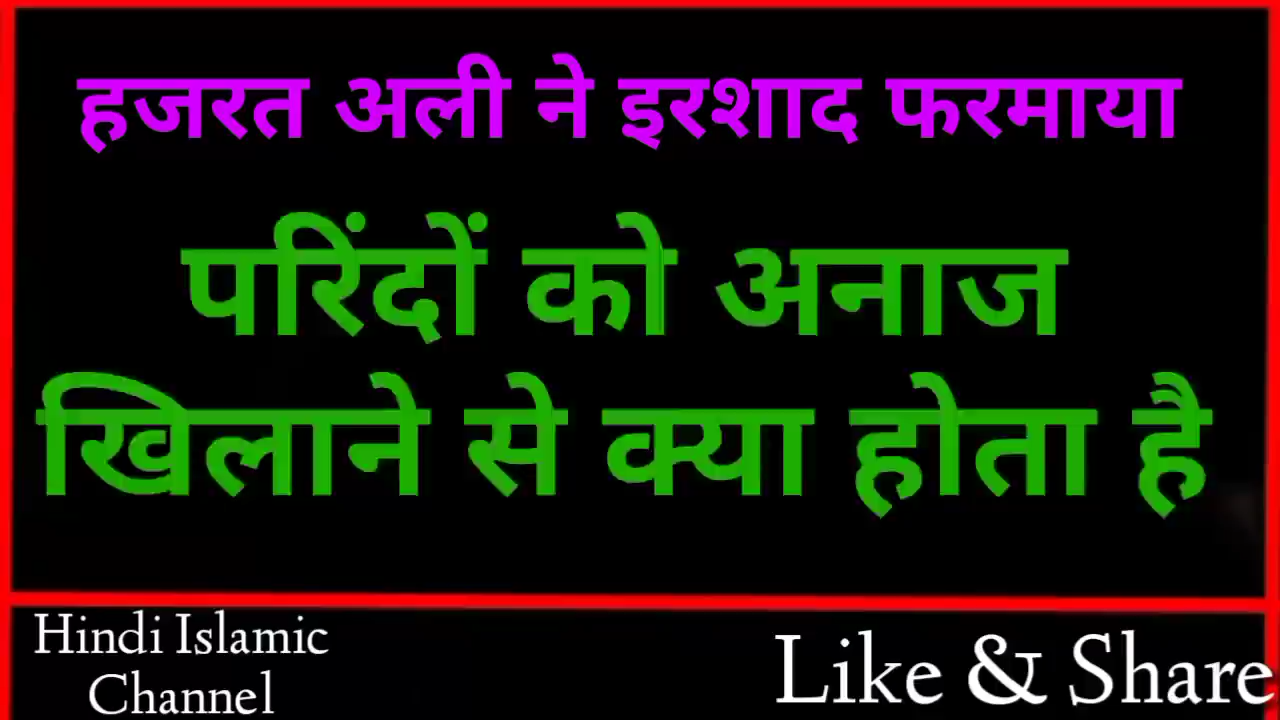 हजरत अली ने इरशाद फरमाया
परिंदों को अनाज
खिलाने से क्या होता है
Hindi Islamic
Channel
Like & Share